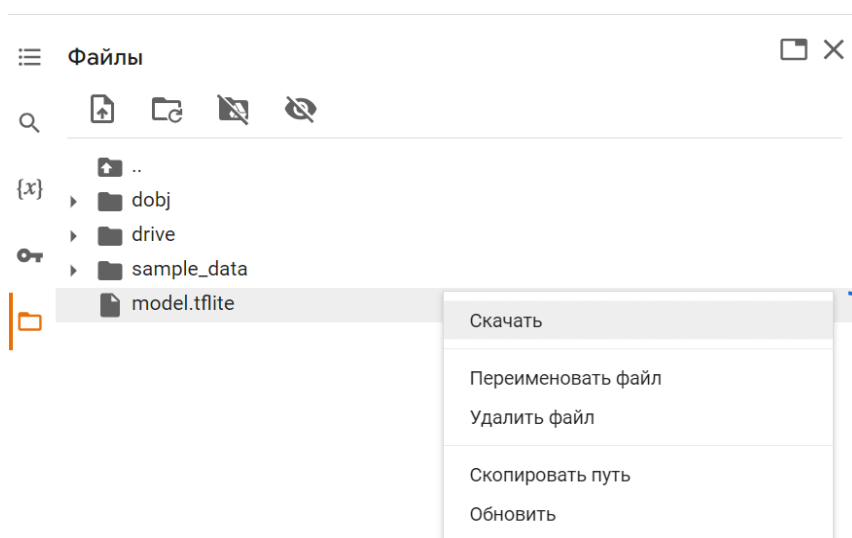 Файлы
{x}
..
dobj
drive
sample_data
model.tflite
Скачать
Переименовать файл
Удалить файл
Скопировать путь
Обновить